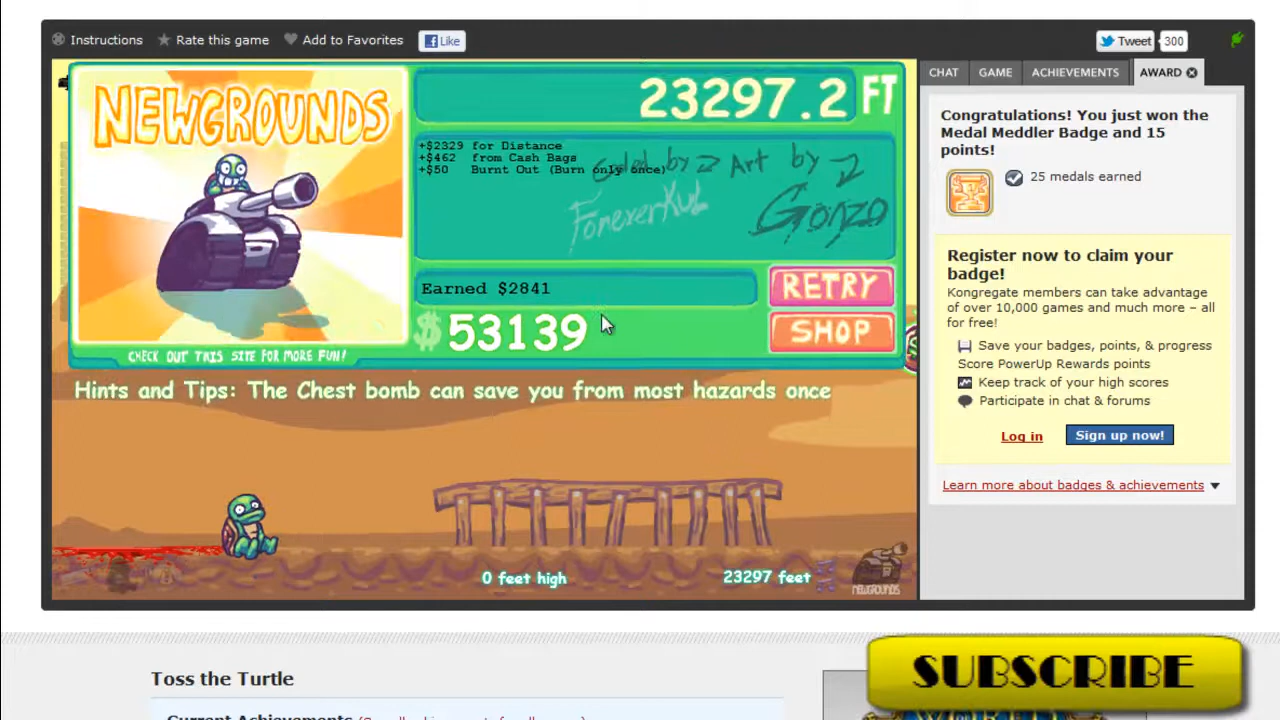 Instructions Rate this game Add to Favorites Like Tweet 300
CHAT GAME ACHIEVEMENTS AWARD
NEWGROUNDS
CHECK OUT THIS SITE FOR MORE FUN!
23297.2 FT
+$2329 for Distance
+$462 from Cash Bags
+$50 Burnt Out (Burn only once)
Coded by Art by
ForeverKul Gonzo
Earned $2841
$53139
RETRY
SHOP
Hints and Tips: The Chest bomb can save you from most hazards once
0 feet high 23297 feet
NEWGROUNDS
Congratulations! You just won the
Medal Meddler Badge and 15
points!
25 medals earned
Register now to claim your
badge!
Kongregate members can take advantage
of over 10,000 games and much more – all
for free!
Save your badges, points, & progress
Score PowerUp Rewards points
Keep track of your high scores
Participate in chat & forums
Log in Sign up now!
Learn more about badges & achievements
Toss the Turtle
Current Achievements
SUBSCRIBE